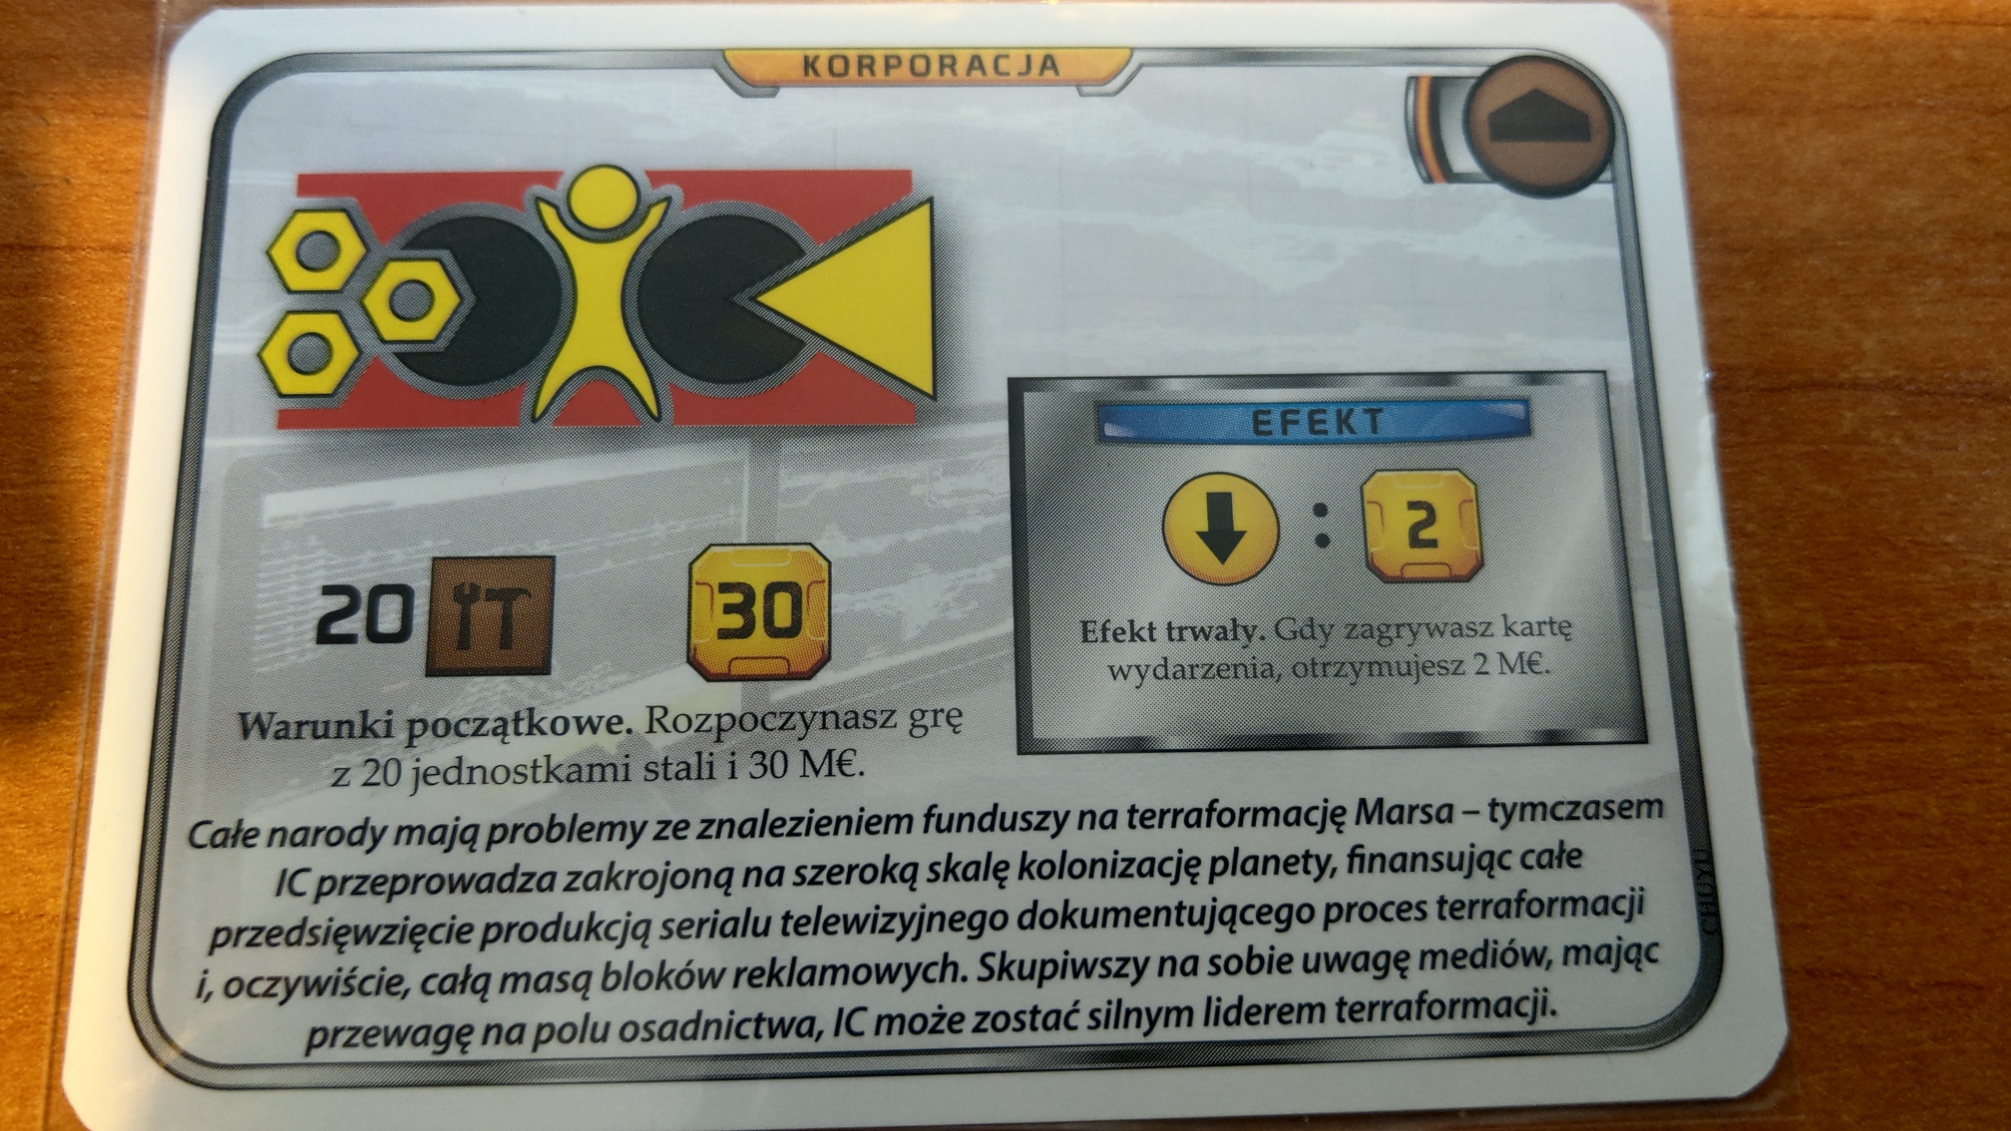 KORPORACJA
EFEKT
: 2
20
30
Efekt trwały. Gdy zagrywasz kartę
wydarzenia, otrzymujesz 2 M€.
Warunki początkowe. Rozpoczynasz grę
z 20 jednostkami stali i 30 M€.
Całe narody mają problemy ze znalezieniem funduszy na terraformację Marsa – tymczasem
IC przeprowadza zakrojoną na szeroką skalę kolonizację planety, finansując całe
przedsięwzięcie produkcją serialu telewizyjnego dokumentującego proces terraformacji
i, oczywiście, całą masą bloków reklamowych. Skupiwszy na sobie uwagę mediów, mając
przewagę na polu osadnictwa, IC może zostać silnym liderem terraformacji.